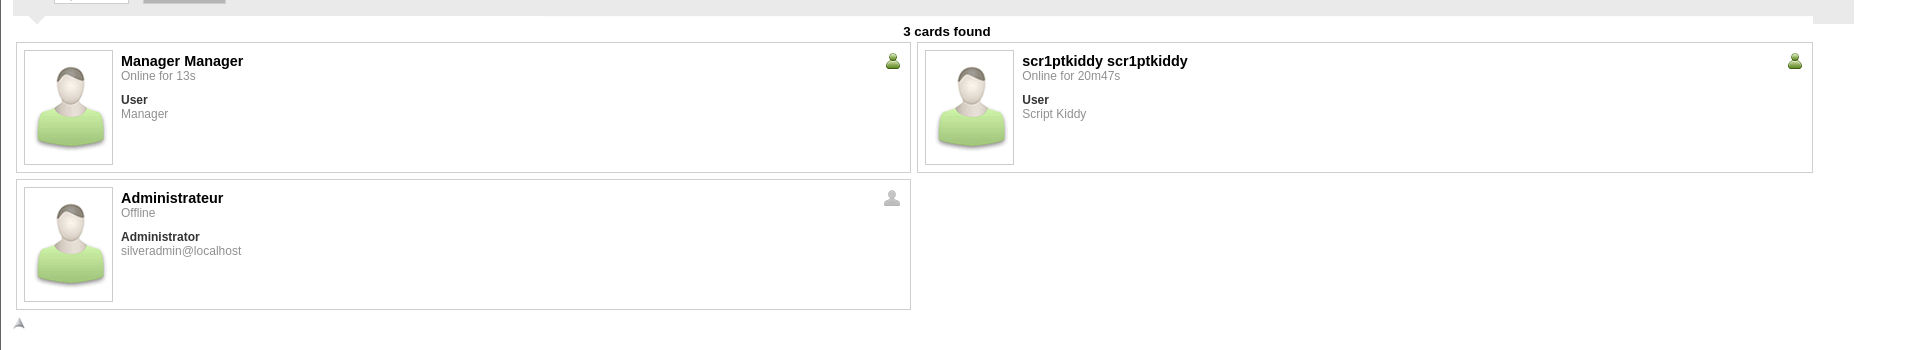 3 cards found
Manager Manager
Online for 13s
User
Manager
scr1ptkiddy scr1ptkiddy
Online for 20m47s
User
Script Kiddy
Administrateur
Offline
Administrator
silveradmin@localhost